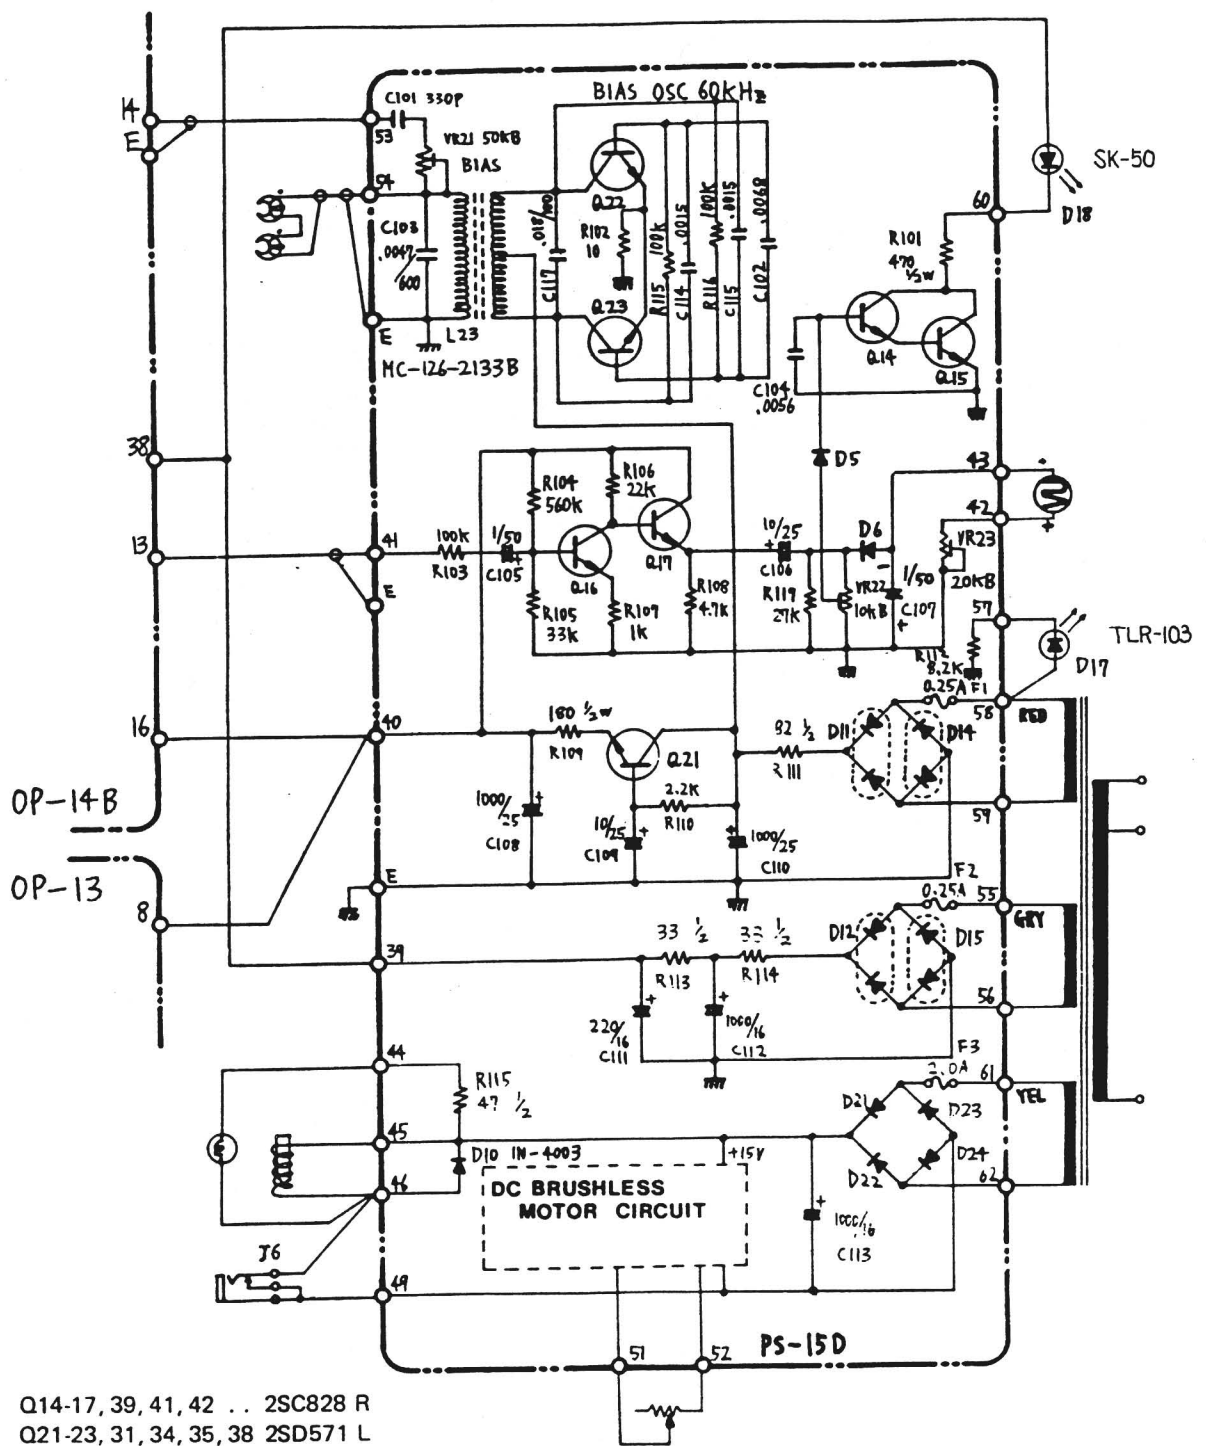 14
E
C101 330P
53
BIAS OSC 60KHz
VR21 50KB
BIAS
54
C103
.0047/600
E
L23
MC-126-2133B
.018/100
C117
Q22
R102
10
Q23
100K
R115
.0015
C114
100K
R116
.0015
C115
.0068
C102
SK-50
60
D18
R101
470
½W
Q14
Q15
C104
.0056
D5
38
13
41
E
100K
R103
1/50
C105
R104
560K
R105
33K
Q16
R106
22K
R107
1K
Q17
R108
4.7K
10/25
C106
R119
27K
D6
VR22
10KB
1/50
C107
43
42
VR23
20KB
57
8.2K
TLR-103
D17
0.25A F1
58
RED
59
16
40
180 ½W
R109
Q21
2.2K
R110
1000/25
C108
10/25
C109
1000/25
C110
½
R111
D11
D14
OP-14B
OP-13
8
E
F2
0.25A
55
GRY
56
39
33 ½
R113
½
R114
D12
D15
220/16
C111
1000/16
C112
F3
2.0A
61
YEL
62
44
45
46
R115
47 ½
D10 IN-4003
+15V
DC BRUSHLESS
MOTOR CIRCUIT
D21
D22
D23
D24
1000/16
C113
J6
49
51
52
PS-15D
Q14-17, 39, 41, 42 .. 2SC828 R
Q21-23, 31, 34, 35, 38 2SD571 L